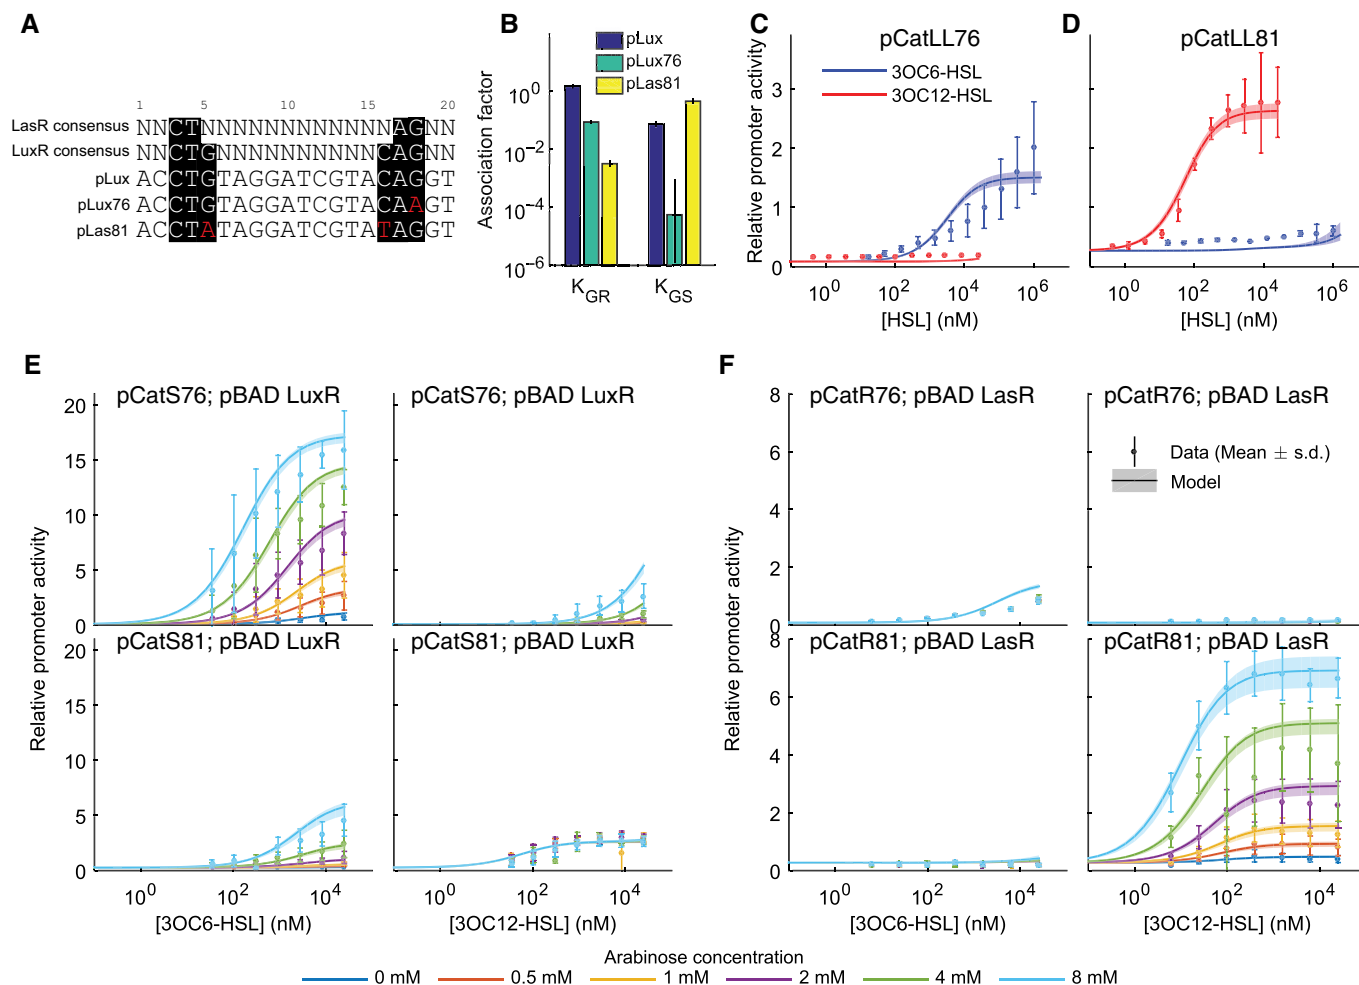 A
1 5 10 15 20
LasR consensus NNCTNNNNNNNNNNNNAGNN
LuxR consensus NNCTGNNNNNNNNNNCAGNN
pLux ACCTGTAGGATCGTACAGGT
pLux76 ACCTGTAGGATCGTACAAGT
pLas81 ACCTATAGGATCGTATAGGT
B
pLux
pLux76
pLas81
Association factor
10^0
10^-2
10^-4
10^-6
K_GR K_GS
C
pCatLL76
3OC6-HSL
3OC12-HSL
Relative promoter activity
3
2
1
0
10^0 10^2 10^4 10^6
[HSL] (nM)
D
pCatLL81
10^0 10^2 10^4 10^6
[HSL] (nM)
E
pCatS76; pBAD LuxR pCatS76; pBAD LuxR
20
15
10
5
0
pCatS81; pBAD LuxR pCatS81; pBAD LuxR
20
15
10
5
0
Relative promoter activity
10^0 10^2 10^4 10^0 10^2 10^4
[3OC6-HSL] (nM) [3OC12-HSL] (nM)
F
pCatR76; pBAD LasR pCatR76; pBAD LasR
Data (Mean ± s.d.)
Model
8
6
4
2
0
pCatR81; pBAD LasR pCatR81; pBAD LasR
8
6
4
2
0
Relative promoter activity
10^0 10^2 10^4 10^0 10^2 10^4
[3OC6-HSL] (nM) [3OC12-HSL] (nM)
Arabinose concentration
0 mM 0.5 mM 1 mM 2 mM 4 mM 8 mM